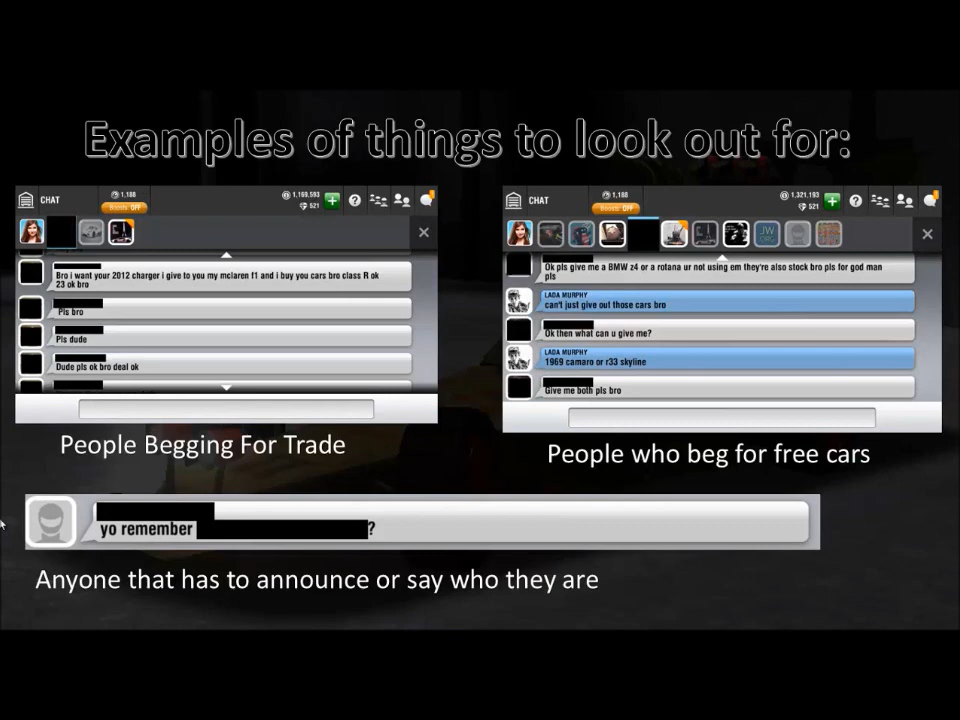 Examples of things to look out for:
CHAT
1,188
Boosts OFF
1,169,593
521
Bro i want your 2012 charger i give to you my mclaren f1 and i buy you cars bro class R ok
23 ok bro
Pls bro
Pls dude
Dude pls ok bro deal ok
People Begging For Trade
CHAT
1,188
Boosts OFF
1,321,193
521
JW
ORG
Ok pls give me a BMW z4 or a rotana ur not using em they're also stock bro pls for god man
pls
LADA MURPHY
can't just give out those cars bro
Ok then what can u give me?
LADA MURPHY
1969 camaro or r33 skyline
Give me both pls bro
People who beg for free cars
yo remember ?
Anyone that has to announce or say who they are